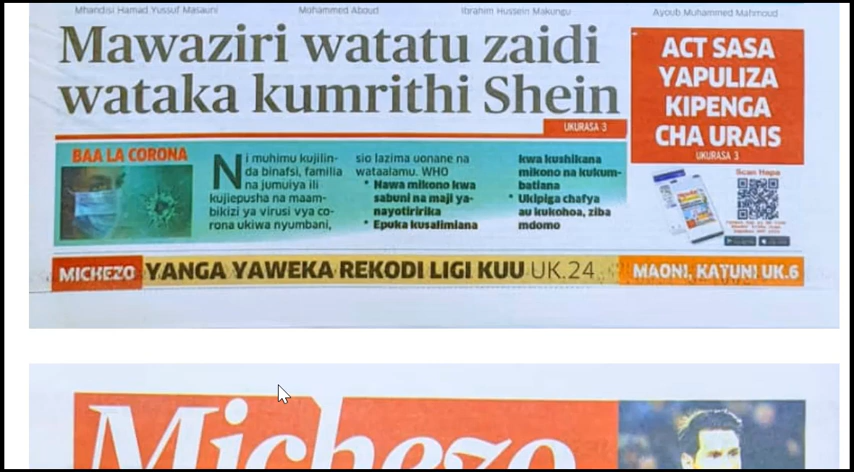 Mhandisi Hamad Yussuf Masauni
Mohammed Aboud
Ibrahim Hussein Makungu
Ayoub Muhammed Mahmoud
Mawaziri watatu zaidi
wataka kumrithi Shein
UKURASA 3
ACT SASA
YAPULIZA
KIPENGA
CHA URAIS
UKURASA 3
BAA LA CORONA
Ni muhimu kujilin-
da binafsi, familia
na jumuiya ili
kujiepusha na maam-
bikizi ya virusi vya co-
rona ukiwa nyumbani,
sio lazima uonane na
wataalamu. WHO
* Nawa mikono kwa
sabuni na maji ya-
nayotiririka
* Epuka kusalimiana
kwa kushikana
mikono na kukum-
batiana
* Ukipiga chafya
au kukohoa, ziba
mdomo
Scan Here
MICHEZO YANGA YAWEKA REKODI LIGI KUU UK.24
MAONI, KATUNI UK.6
Michezo